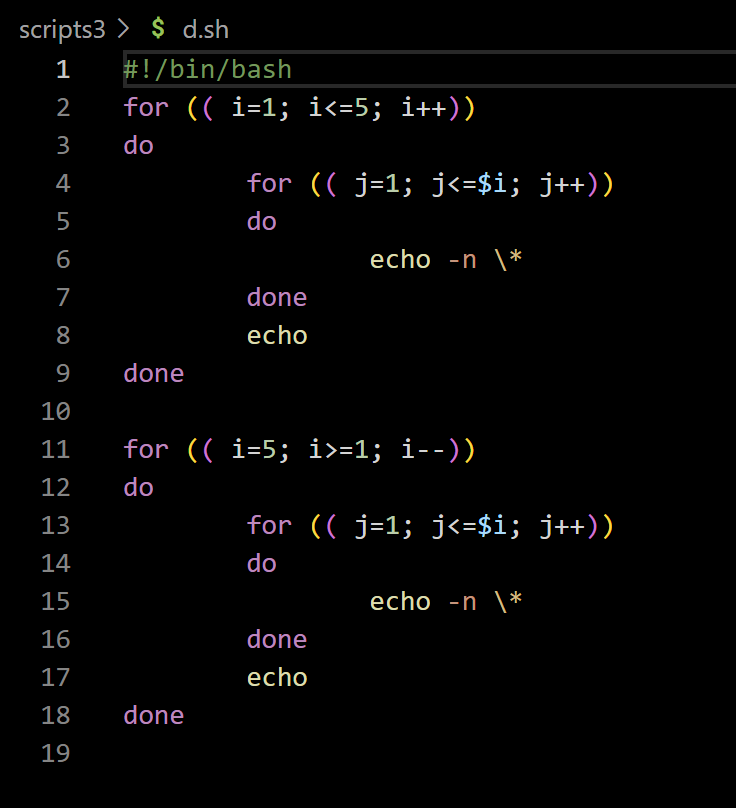 scripts3 > $ d.sh
1 #!/bin/bash
2 for (( i=1; i<=5; i++))
3 do
4         for (( j=1; j<=$i; j++))
5         do
6                 echo -n \*
7         done
8         echo
9 done
10
11 for (( i=5; i>=1; i--))
12 do
13         for (( j=1; j<=$i; j++))
14         do
15                 echo -n \*
16         done
17         echo
18 done
19